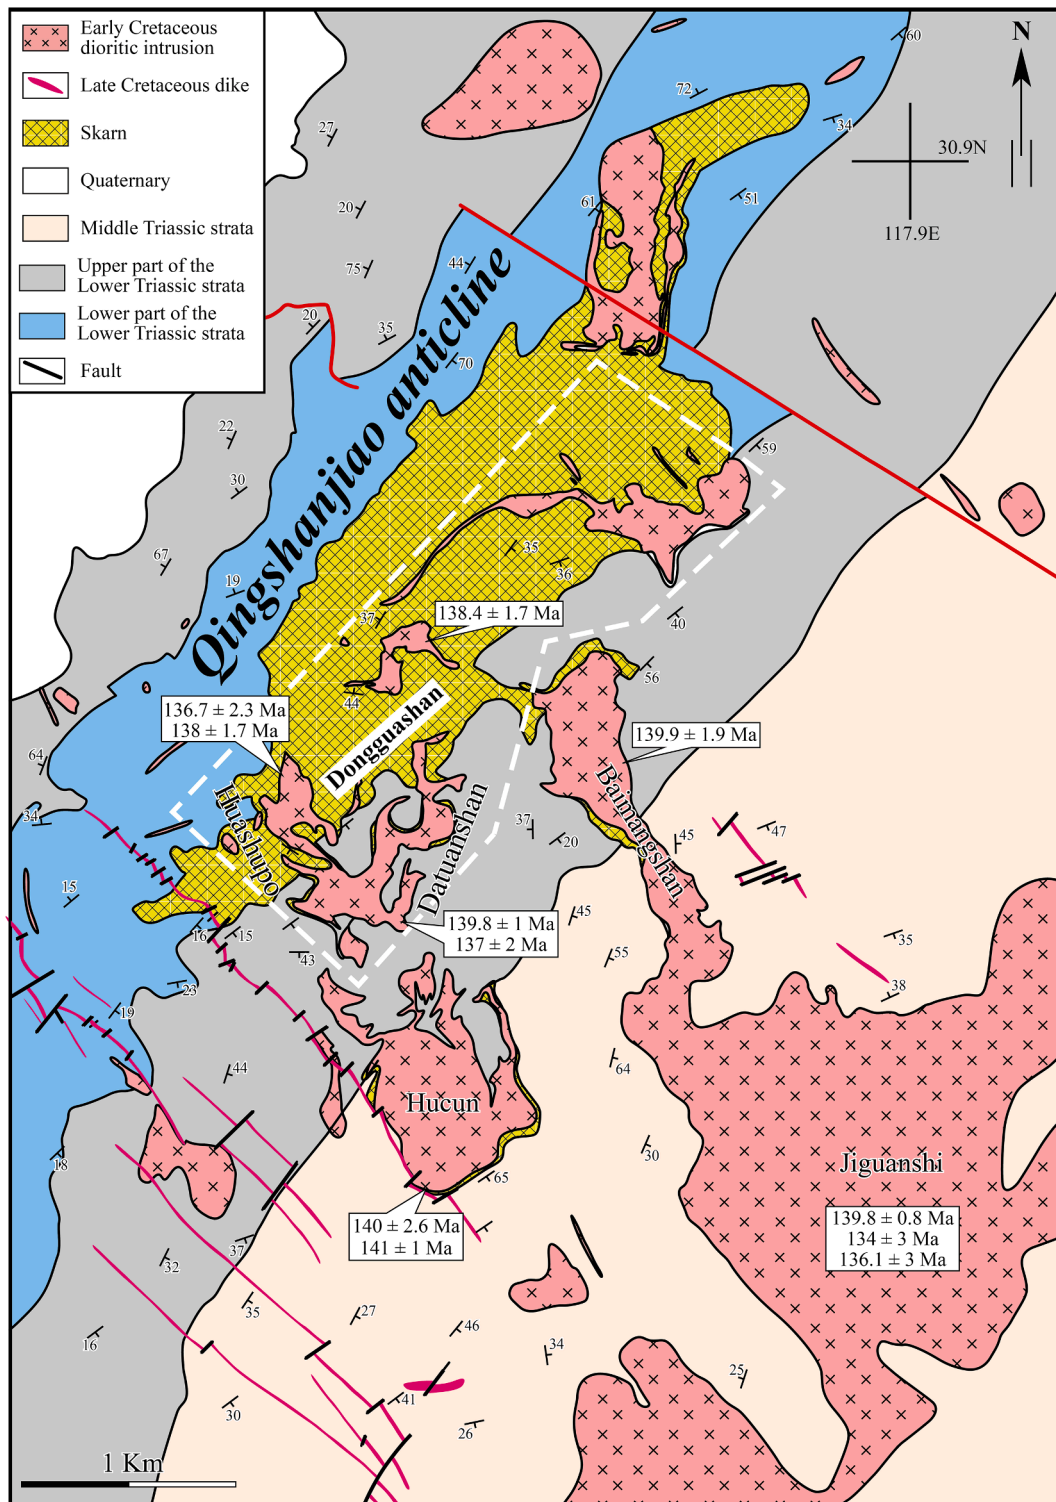 Early Cretaceous
dioritic intrusion
Late Cretaceous dike
Skarn
Quaternary
Middle Triassic strata
Upper part of the
Lower Triassic strata
Lower part of the
Lower Triassic strata
Fault
N
30.9N
117.9E
60
72
34
27
51
20
61
75
44
20
35
70
Qingshanjiao anticline
22
59
30
35
67
36
19
37
40
138.4 ± 1.7 Ma
56
44
136.7 ± 2.3 Ma
138 ± 1.7 Ma
139.9 ± 1.9 Ma
Dongguashan
64
Huashupo
Datuanshan
Baimangshan
34
37
20
45
47
15
45
139.8 ± 1 Ma
137 ± 2 Ma
16
15
43
55
35
23
38
19
44
64
Hucun
18
30
65
Jiguanshi
140 ± 2.6 Ma
141 ± 1 Ma
139.8 ± 0.8 Ma
134 ± 3 Ma
136.1 ± 3 Ma
37
32
35
27
46
16
34
25
41
30
26
1 Km